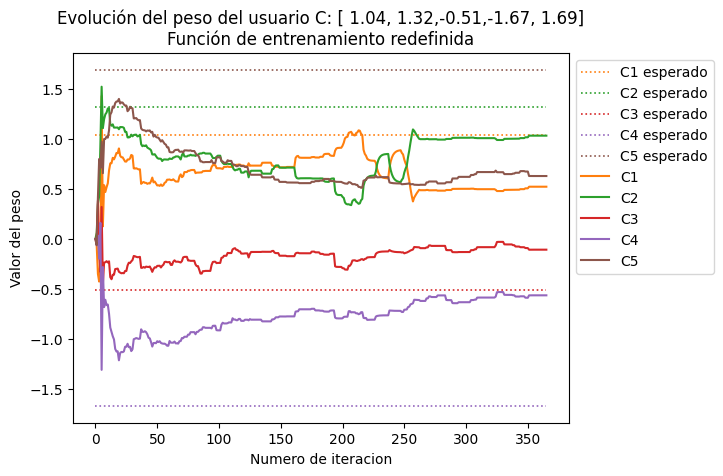 Evolución del peso del usuario C: [ 1.04, 1.32,-0.51,-1.67, 1.69]
Función de entrenamiento redefinida
Valor del peso
1.5
1.0
0.5
0.0
−0.5
−1.0
−1.5
0 50 100 150 200 250 300 350
Numero de iteracion
C1 esperado
C2 esperado
C3 esperado
C4 esperado
C5 esperado
C1
C2
C3
C4
C5